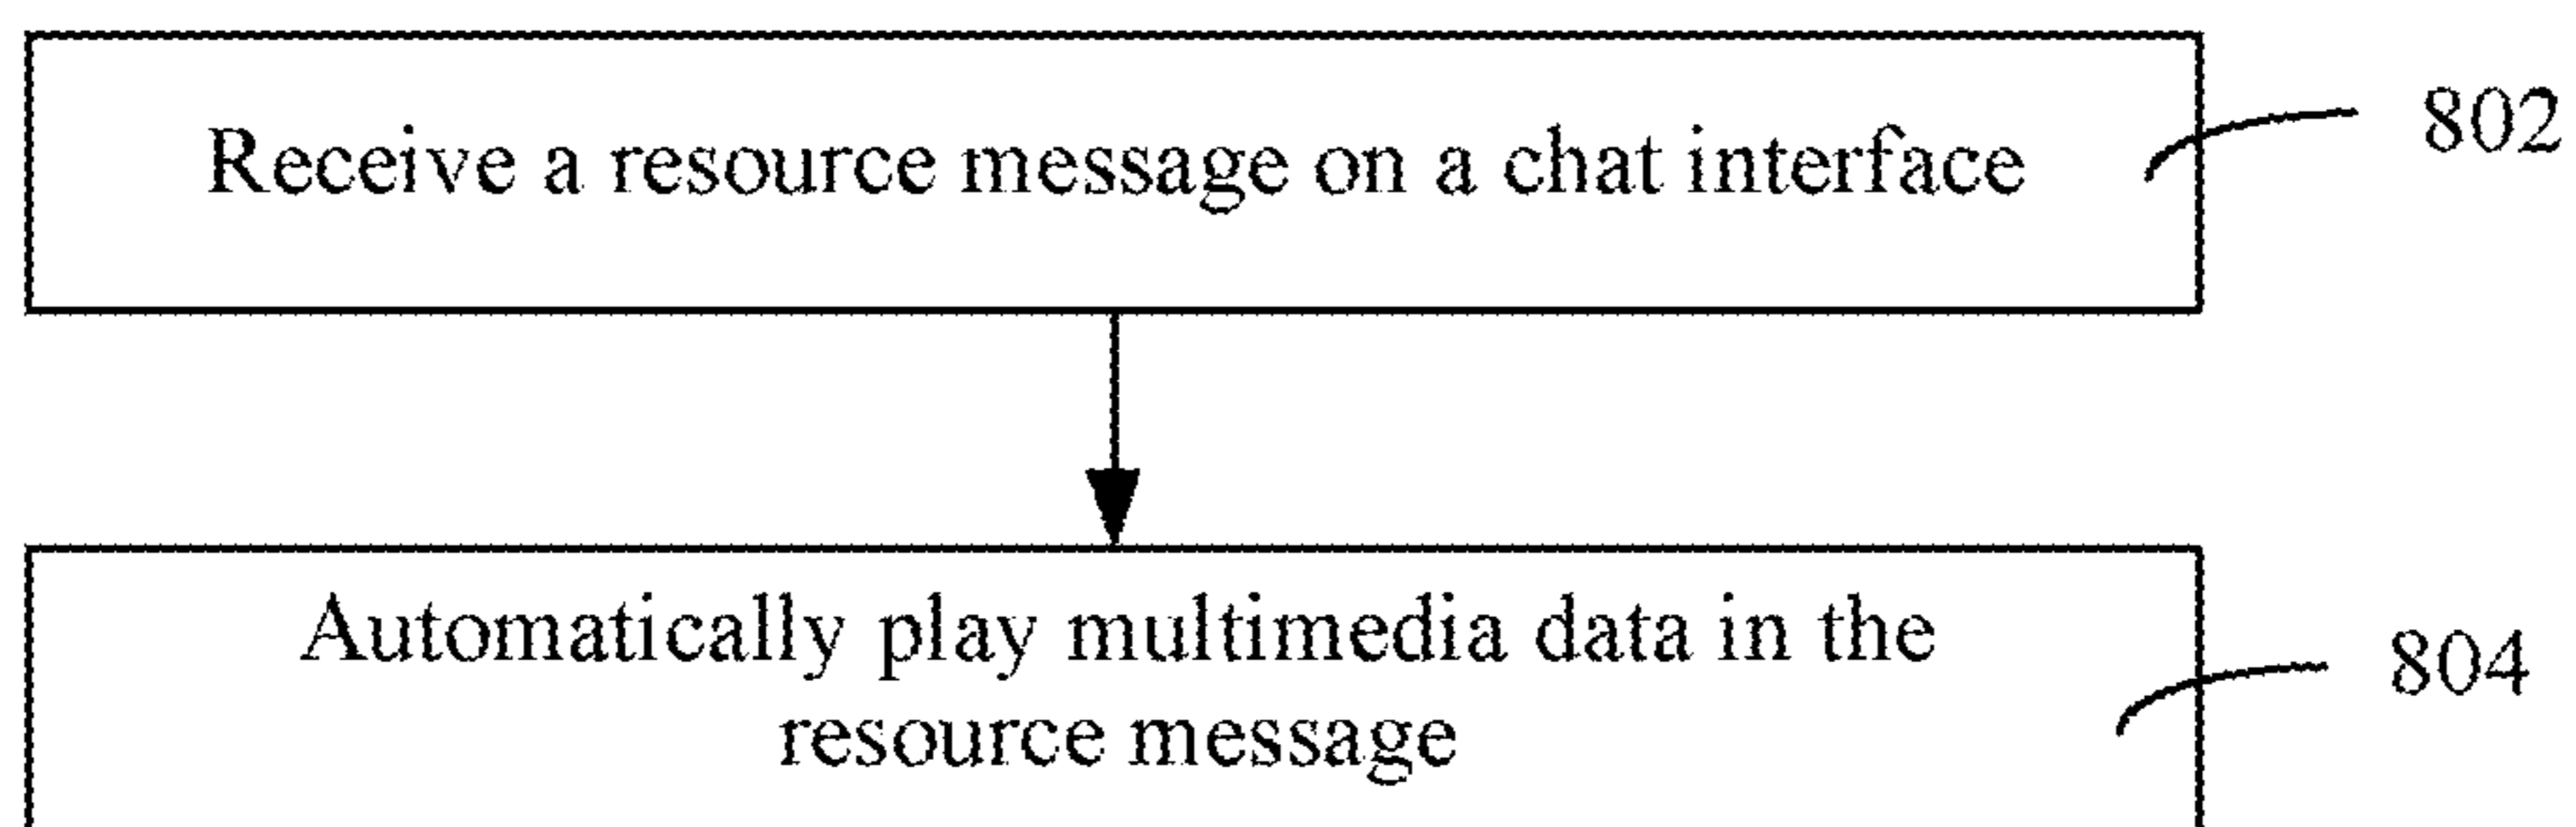 Receive a resource message on a chat interface
802
Automatically play multimedia data in the
resource message
804